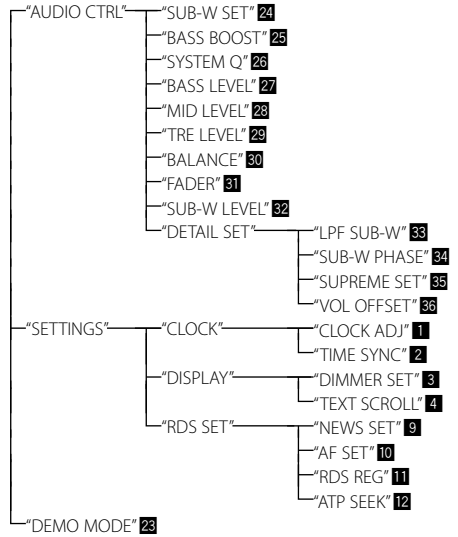 “AUDIO CTRL” “SUB-W SET” 24
“BASS BOOST” 25
“SYSTEM Q” 26
“BASS LEVEL” 27
“MID LEVEL” 28
“TRE LEVEL” 29
“BALANCE” 30
“FADER” 31
“SUB-W LEVEL” 32
“DETAIL SET” “LPF SUB-W” 33
“SUB-W PHASE” 34
“SUPREME SET” 35
“VOL OFFSET” 36
“SETTINGS” “CLOCK” “CLOCK ADJ” 1
“TIME SYNC” 2
“DISPLAY” “DIMMER SET” 3
“TEXT SCROLL” 4
“RDS SET” “NEWS SET” 9
“AF SET” 10
“RDS REG” 11
“ATP SEEK” 12
“DEMO MODE” 23